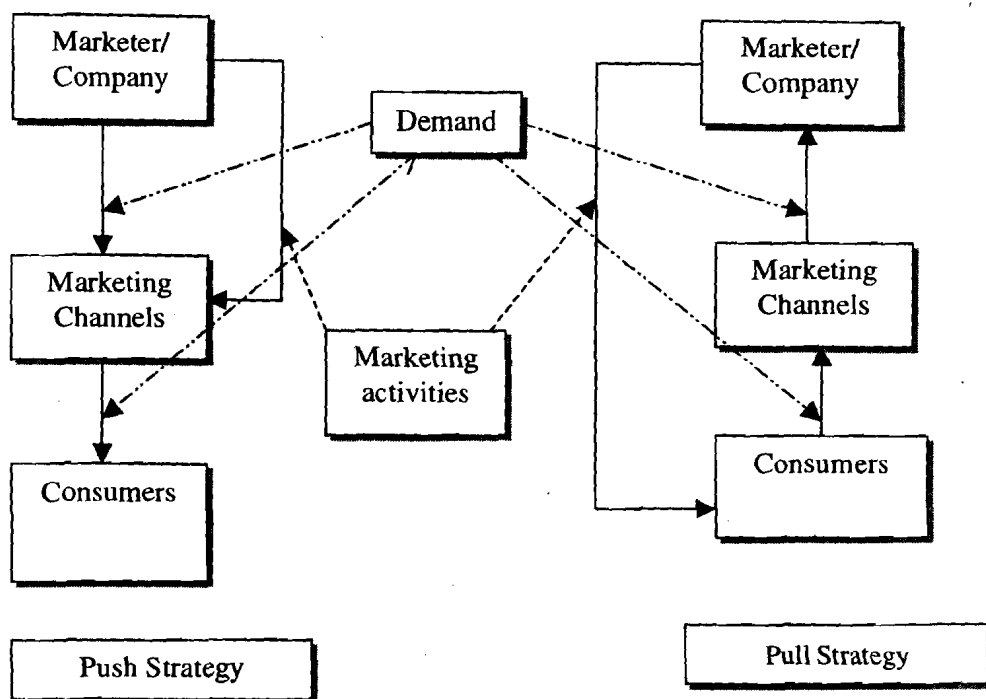 Marketer/
Company
Marketer/
Company
Demand
Marketing
Channels
Marketing
Channels
Marketing
activities
Consumers
Consumers
Push Strategy
Pull Strategy